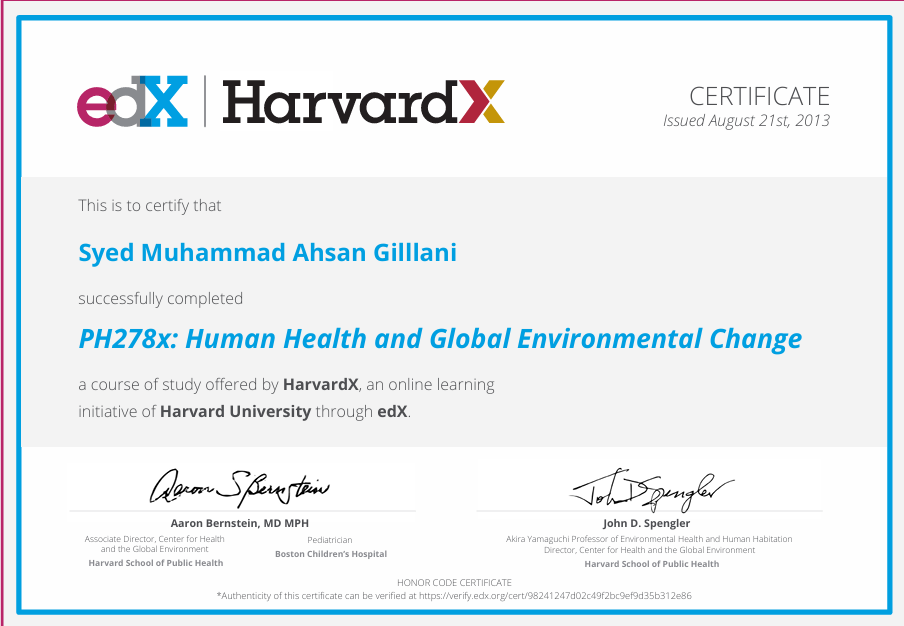 edX | HarvardX
CERTIFICATE
Issued August 21st, 2013
This is to certify that
Syed Muhammad Ahsan Gilllani
successfully completed
PH278x: Human Health and Global Environmental Change
a course of study offered by HarvardX, an online learning
initiative of Harvard University through edX.
Aaron S Bernstein
Aaron Bernstein, MD MPH
Associate Director, Center for Health
and the Global Environment
Harvard School of Public Health
Pediatrician
Boston Children's Hospital
John D Spengler
John D. Spengler
Akira Yamaguchi Professor of Environmental Health and Human Habitation
Director, Center for Health and the Global Environment
Harvard School of Public Health
HONOR CODE CERTIFICATE
*Authenticity of this certificate can be verified at https://verify.edx.org/cert/98241247d02c49f2bc9ef9d35b312e86